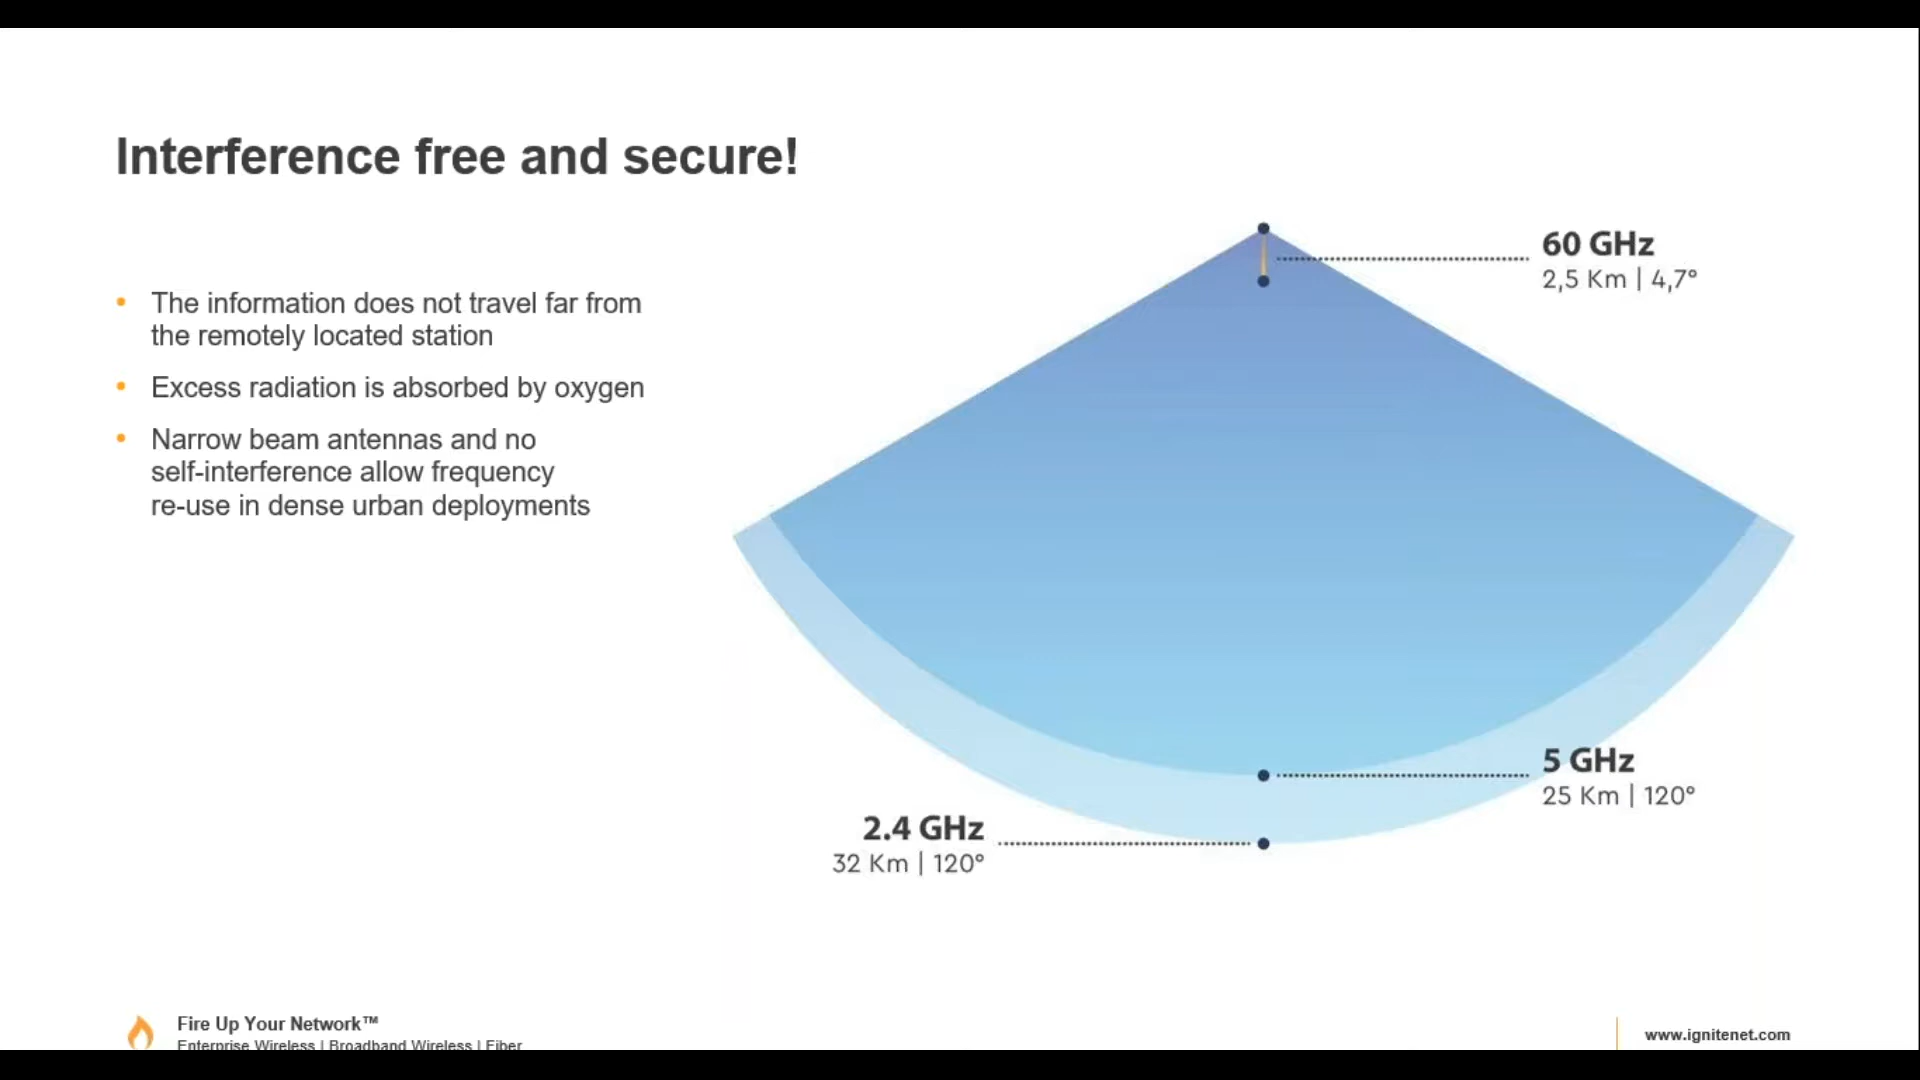 Interference free and secure!
• The information does not travel far from
the remotely located station
• Excess radiation is absorbed by oxygen
• Narrow beam antennas and no
self-interference allow frequency
re-use in dense urban deployments
60 GHz
2,5 Km | 4,7°
5 GHz
25 Km | 120°
2.4 GHz
32 Km | 120°
Fire Up Your Network™
Enterprise Wireless | Broadband Wireless | Fiber
www.ignitenet.com